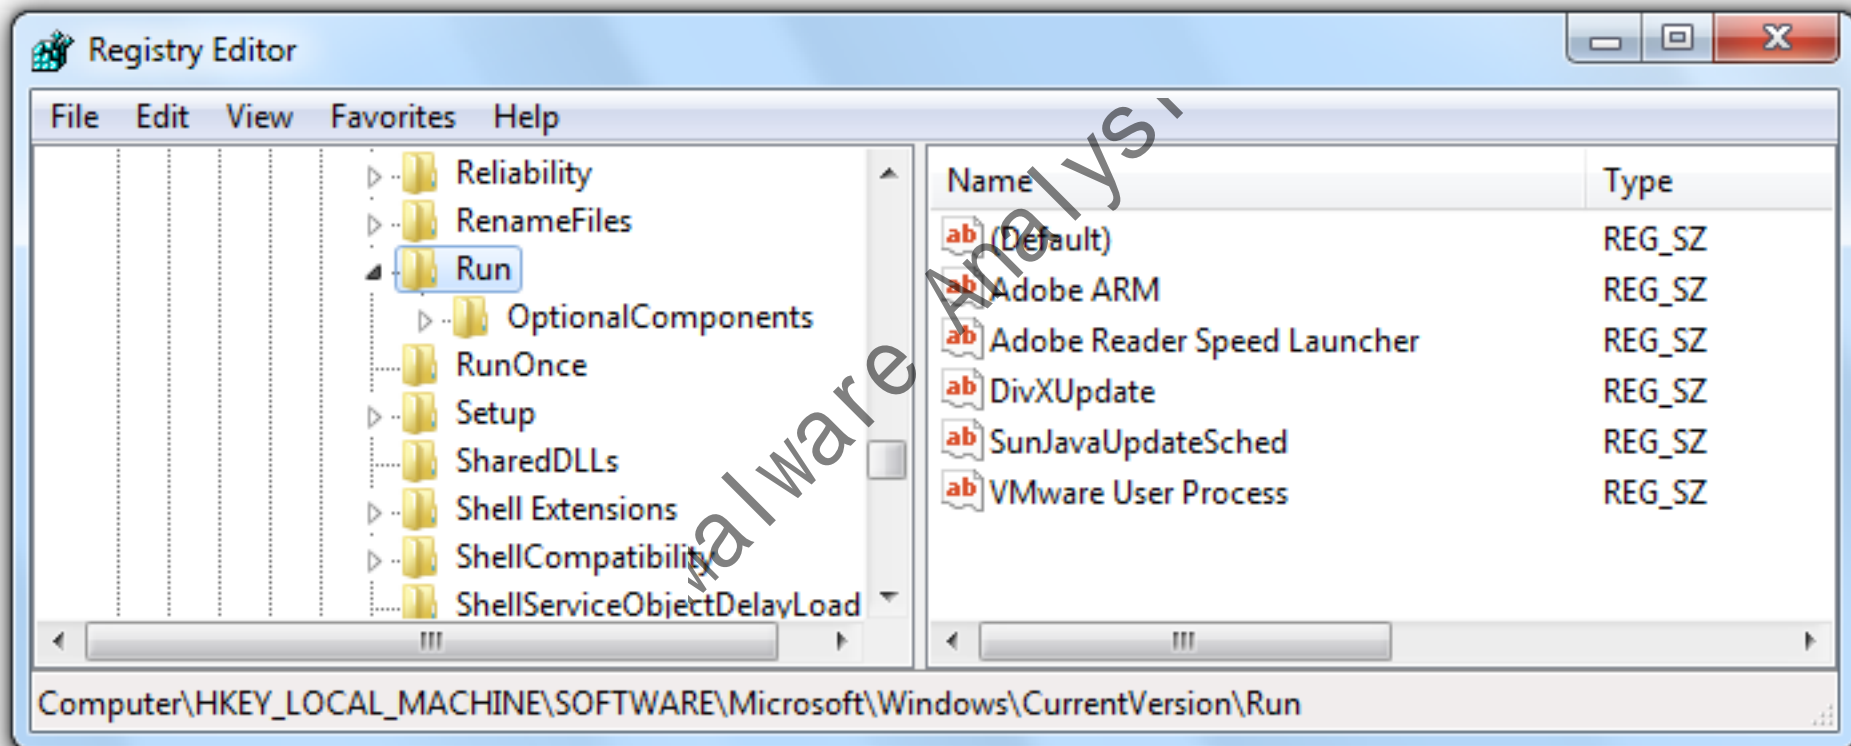 Registry Editor
File Edit View Favorites Help
Reliability
RenameFiles
Run
OptionalComponents
RunOnce
Setup
SharedDLLs
Shell Extensions
ShellCompatibility
ShellServiceObjectDelayLoad
Name Type
(Default) REG_SZ
Adobe ARM REG_SZ
Adobe Reader Speed Launcher REG_SZ
DivXUpdate REG_SZ
SunJavaUpdateSched REG_SZ
VMware User Process REG_SZ
Computer\HKEY_LOCAL_MACHINE\SOFTWARE\Microsoft\Windows\CurrentVersion\Run
Malware Analys